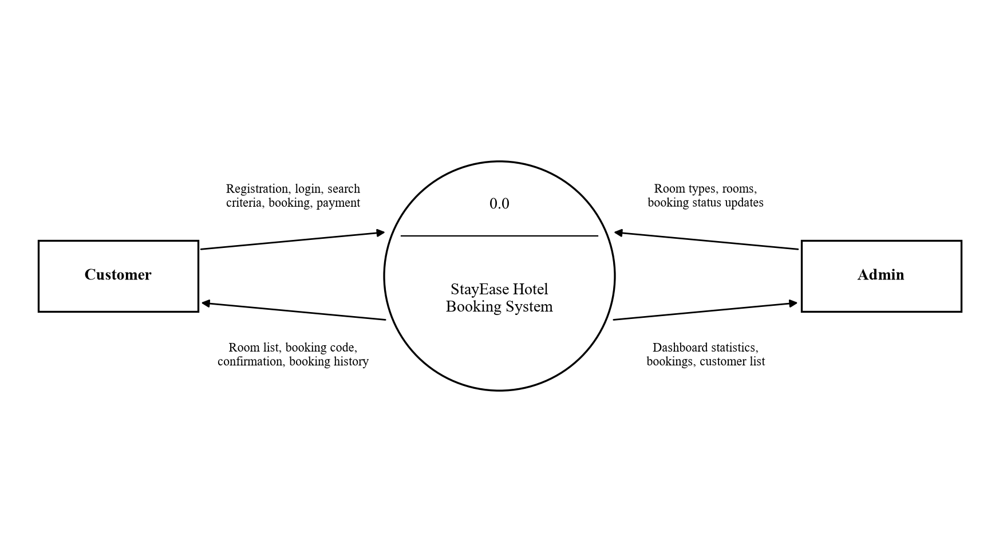 Registration, login, search
criteria, booking, payment
0.0
Room types, rooms,
booking status updates
Customer
StayEase Hotel
Booking System
Admin
Room list, booking code,
confirmation, booking history
Dashboard statistics,
bookings, customer list